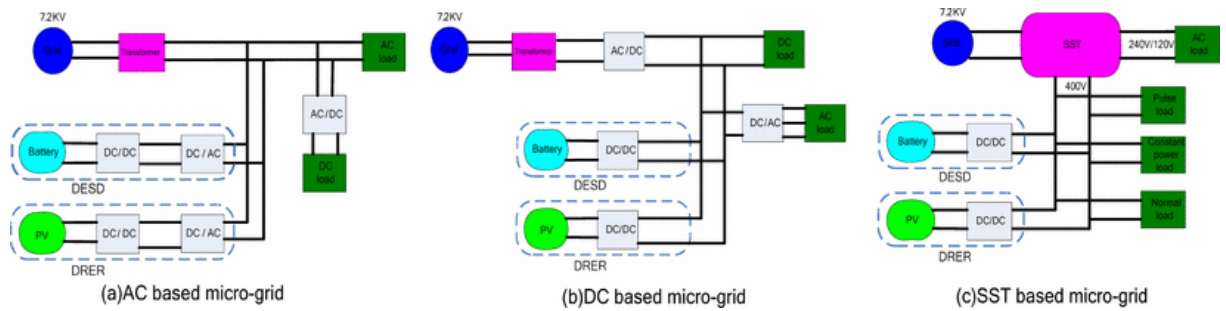 7.2KV
Grid
Transformer
AC
load
AC/DC
DC
load
Battery
DC/DC
DC / AC
DESD
PV
DC/DC
DC / AC
DRER
(a)AC based micro-grid
7.2KV
Grid
Transformer
AC/DC
DC
load
DC/AC
AC
load
Battery
DC/DC
DESD
PV
DC/DC
DRER
(b)DC based micro-grid
7.2KV
Grid
SST
240V/120V
AC
load
400V
Pulse
load
Battery
DC/DC
Constant
power
load
DESD
PV
DC/DC
Normal
load
DRER
(c)SST based micro-grid